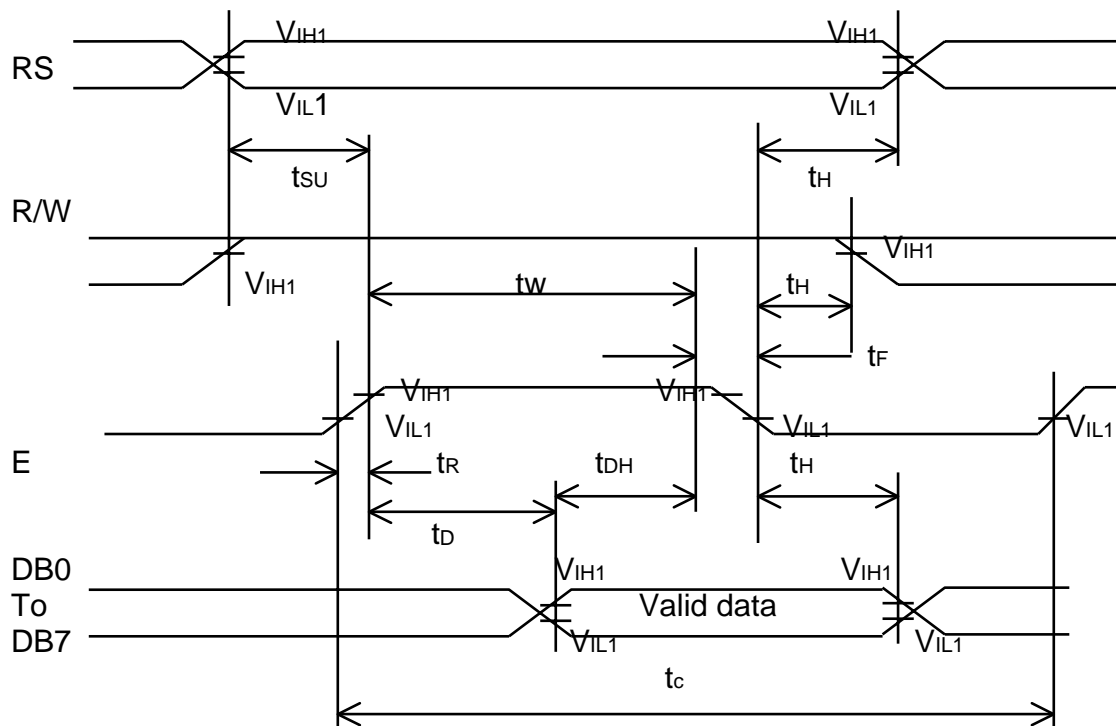 VIH1 VIH1
RS
VIL1 VIL1
tSU tH
R/W
VIH1
VIH1 tW tH
tF
VIH1 VIH1
VIL1 VIL1 VIL1
E tR tDH tH
tD
DB0 VIH1 VIH1
To Valid data
DB7 VIL1 VIL1
tc